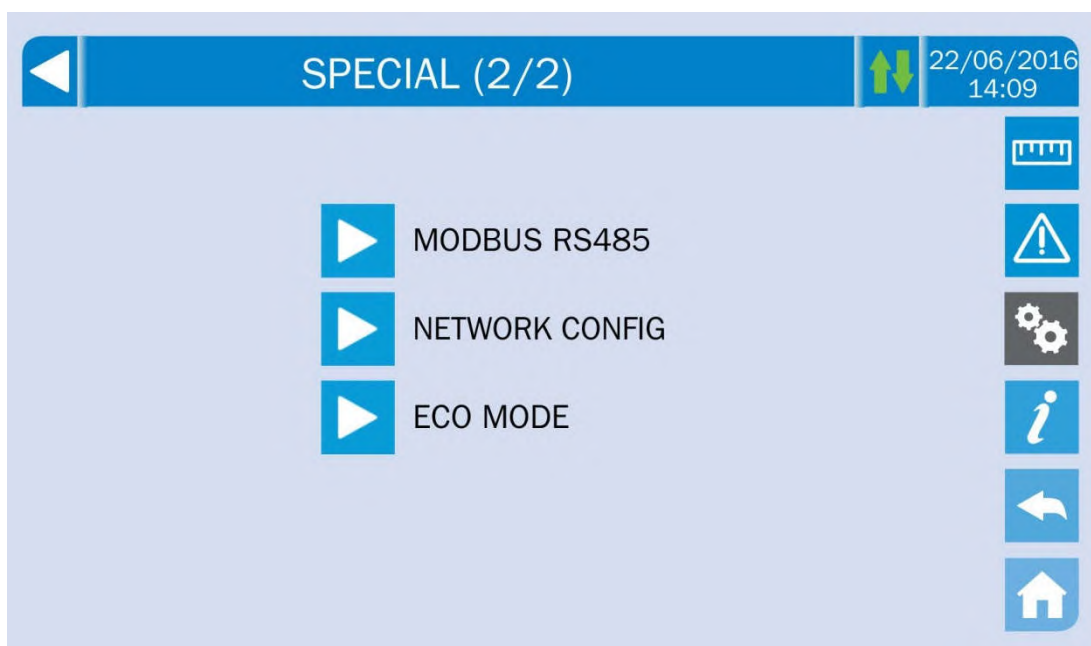 SPECIAL (2/2)
22/06/2016
14:09
MODBUS RS485
NETWORK CONFIG
ECO MODE